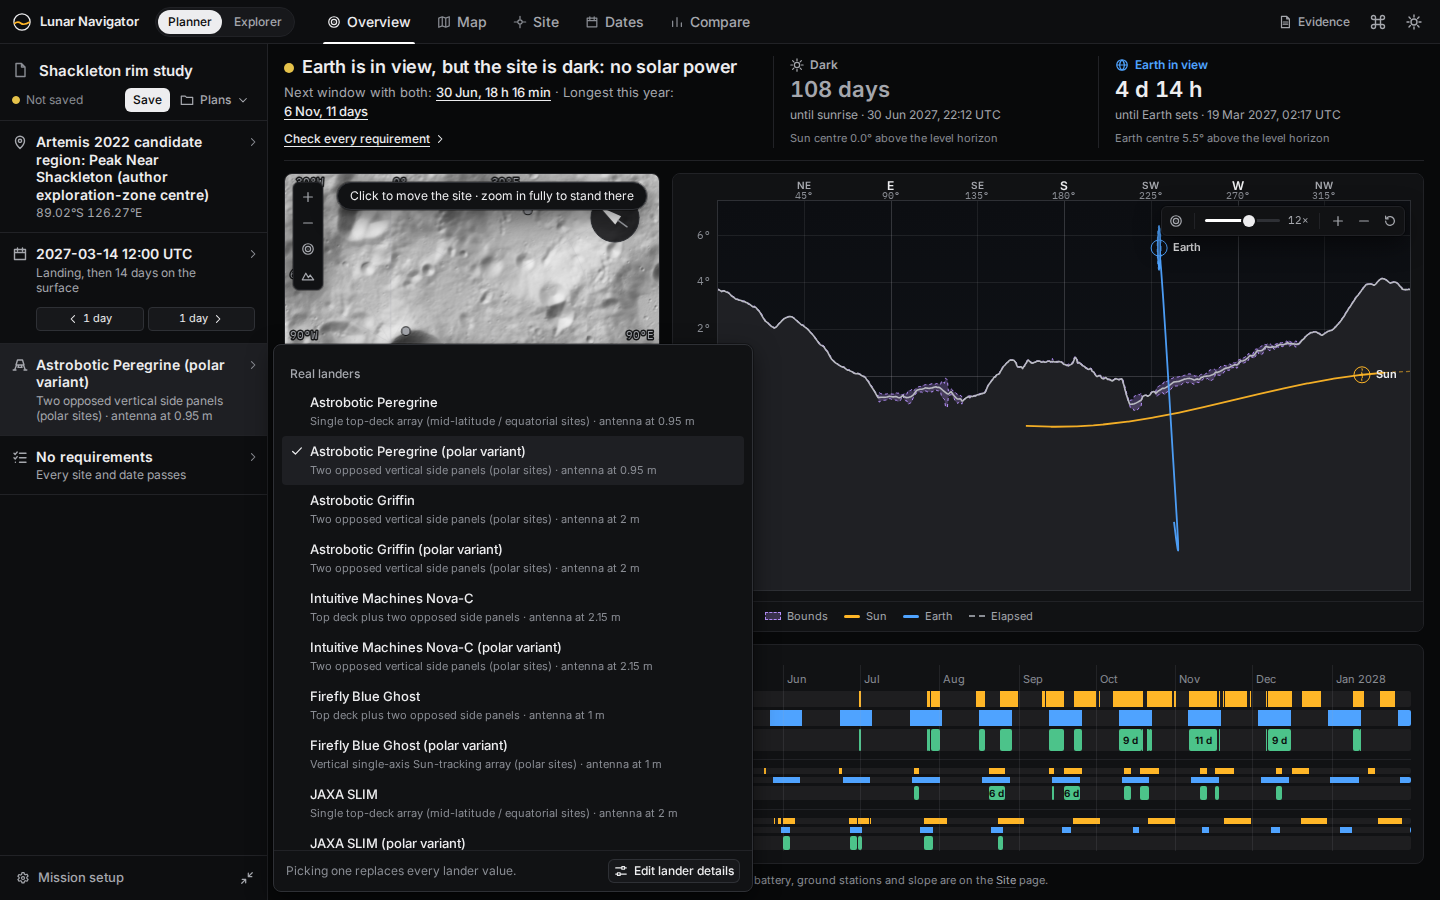 Lunar Navigator
Planner
Explorer
Overview
Map
Site
Dates
Compare
Evidence
Shackleton rim study
Not saved
Save
Plans
Artemis 2022 candidate
region: Peak Near
Shackleton (author
exploration-zone centre)
89.02°S 126.27°E
2027-03-14 12:00 UTC
Landing, then 14 days on the
surface
1 day
1 day
Astrobotic Peregrine (polar
variant)
Two opposed vertical side panels
(polar sites) · antenna at 0.95 m
No requirements
Every site and date passes
Mission setup
Earth is in view, but the site is dark: no solar power
Next window with both: 30 Jun, 18 h 16 min · Longest this year:
6 Nov, 11 days
Check every requirement
Dark
108 days
until sunrise · 30 Jun 2027, 22:12 UTC
Sun centre 0.0° above the level horizon
Earth in view
4 d 14 h
until Earth sets · 19 Mar 2027, 02:17 UTC
Earth centre 5.5° above the level horizon
Click to move the site · zoom in fully to stand there
90°W
90°E
NE
E
SE
S
SW
W
NW
45°
90°
135°
180°
225°
270°
315°
12×
6°
4°
2°
Earth
Sun
Bounds
Sun
Earth
Elapsed
Real landers
Astrobotic Peregrine
Single top-deck array (mid-latitude / equatorial sites) · antenna at 0.95 m
Astrobotic Peregrine (polar variant)
Two opposed vertical side panels (polar sites) · antenna at 0.95 m
Astrobotic Griffin
Two opposed vertical side panels (polar sites) · antenna at 2 m
Astrobotic Griffin (polar variant)
Two opposed vertical side panels (polar sites) · antenna at 2 m
Intuitive Machines Nova-C
Top deck plus two opposed side panels · antenna at 2.15 m
Intuitive Machines Nova-C (polar variant)
Two opposed vertical side panels (polar sites) · antenna at 2.15 m
Firefly Blue Ghost
Top deck plus two opposed side panels · antenna at 1 m
Firefly Blue Ghost (polar variant)
Vertical single-axis Sun-tracking array (polar sites) · antenna at 1 m
JAXA SLIM
Single top-deck array (mid-latitude / equatorial sites) · antenna at 2 m
JAXA SLIM (polar variant)
Picking one replaces every lander value.
Edit lander details
Jun
Jul
Aug
Sep
Oct
Nov
Dec
Jan 2028
9 d
11 d
9 d
6 d
6 d
battery, ground stations and slope are on the Site page.